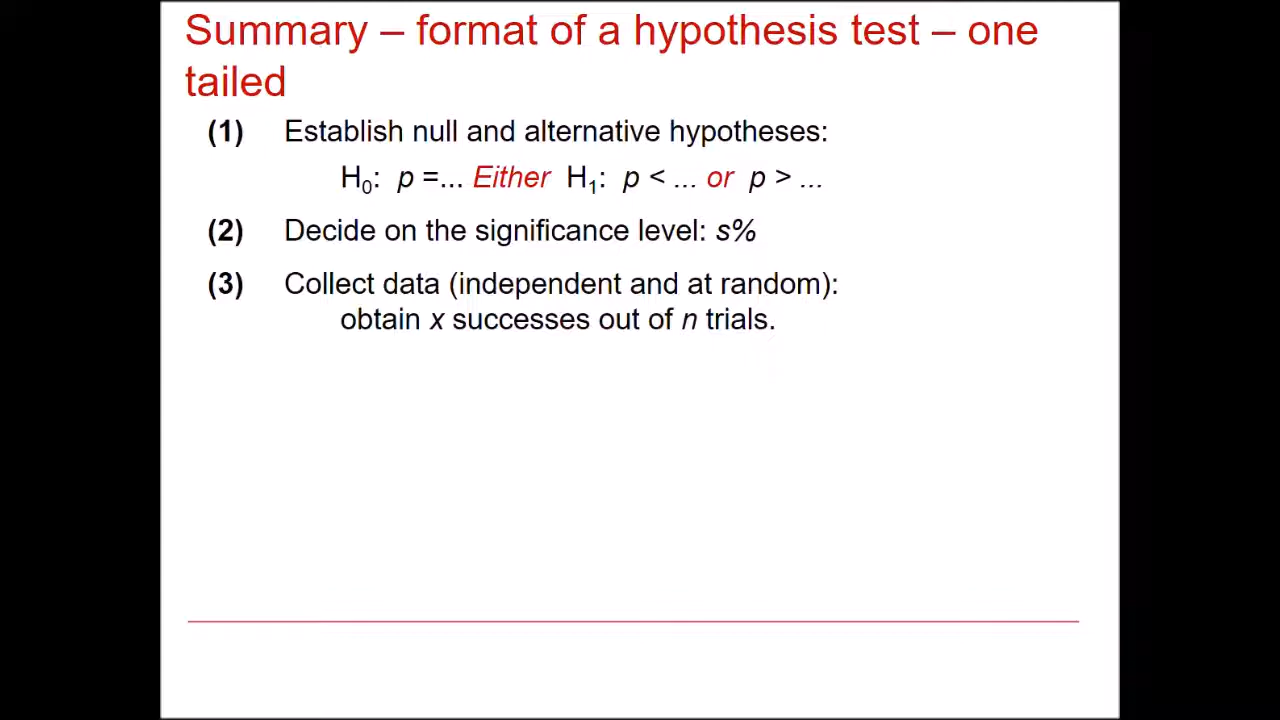 Summary – format of a hypothesis test – one
tailed
(1) Establish null and alternative hypotheses:
H₀: p =... Either H₁: p < ... or p > ...
(2) Decide on the significance level: s%
(3) Collect data (independent and at random):
obtain x successes out of n trials.